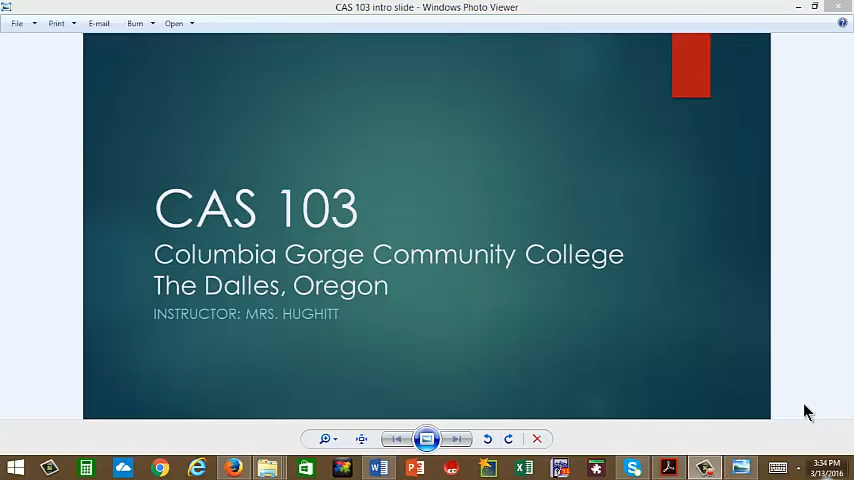 CAS 103 intro slide - Windows Photo Viewer
File Print E-mail Burn Open
CAS 103
Columbia Gorge Community College
The Dalles, Oregon
INSTRUCTOR: MRS. HUGHITT
3:34 PM
3/13/2016